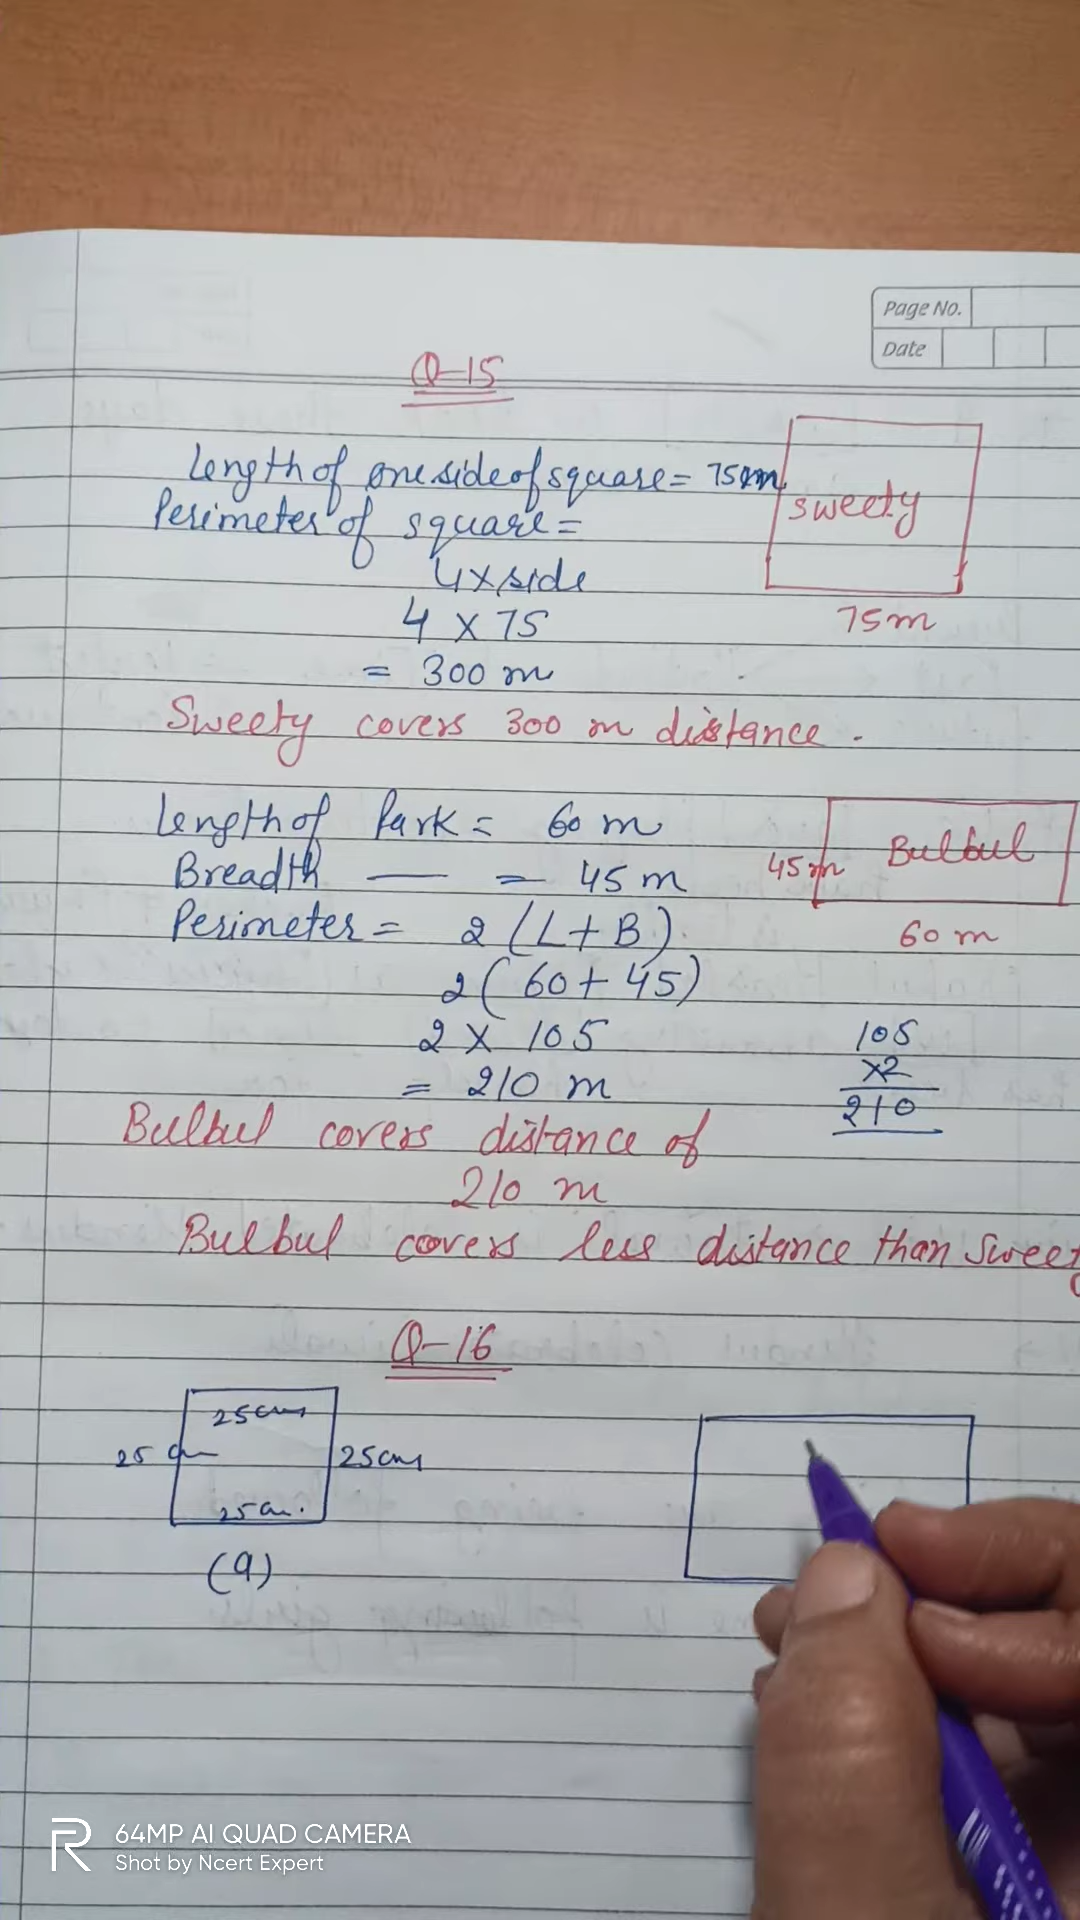 Page No.
Date
Q-15
Length of one side of square = 75m
Perimeter of square =
4 x side
4 x 75
= 300 m
sweety
75m
Sweety covers 300 m distance.
Length of Park = 60 m
Breadth — = 45 m
Perimeter = 2 (L+B)
2 (60 + 45)
2 x 105
= 210 m
45 m
Bulbul
60 m
105
x2
210
Bulbul covers distance of
210 m
Bulbul covers less distance than Sweet
Q-16
25cm
25 cm
25cm
25cm.
(a)
R
64MP AI QUAD CAMERA
Shot by Ncert Expert